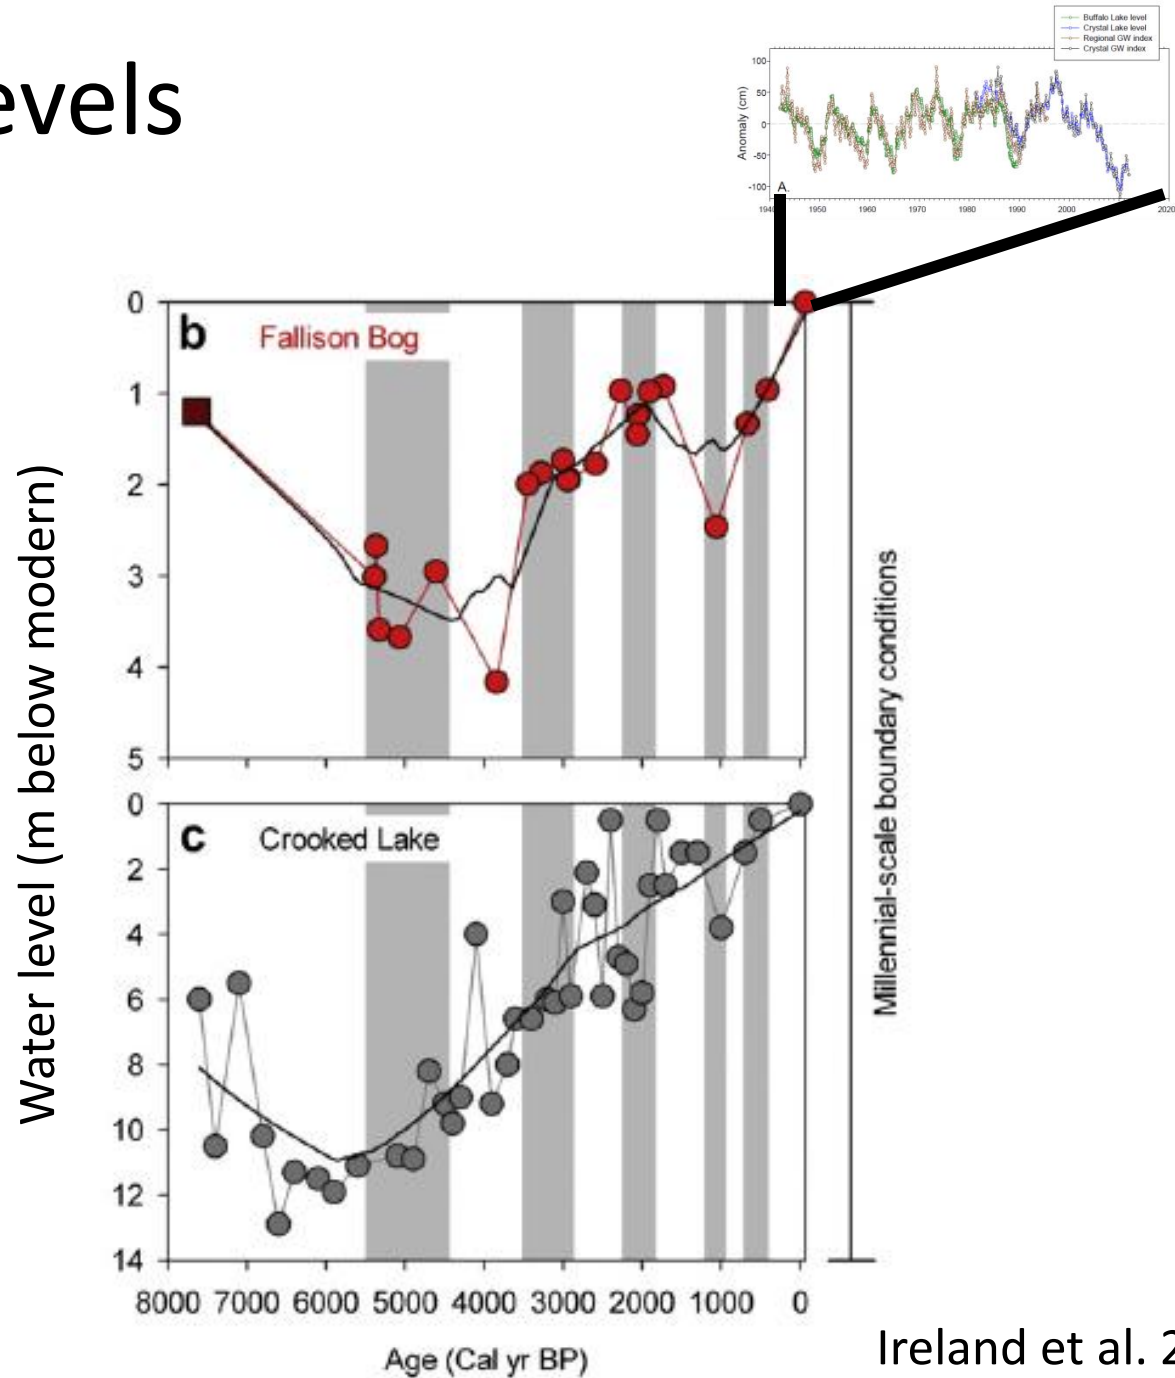 evels
Buffalo Lake level
Crystal Lake level
Regional GW index
Crystal GW index
Anomaly (cm)
100
50
0
-50
-100
A.
1940 1950 1960 1970 1980 1990 2000 2020
Water level (m below modern)
b Fallison Bog
0
1
2
3
4
5
c Crooked Lake
0
2
4
6
8
10
12
14
8000 7000 6000 5000 4000 3000 2000 1000 0
Age (Cal yr BP)
Millennial-scale boundary conditions
Ireland et al. 2